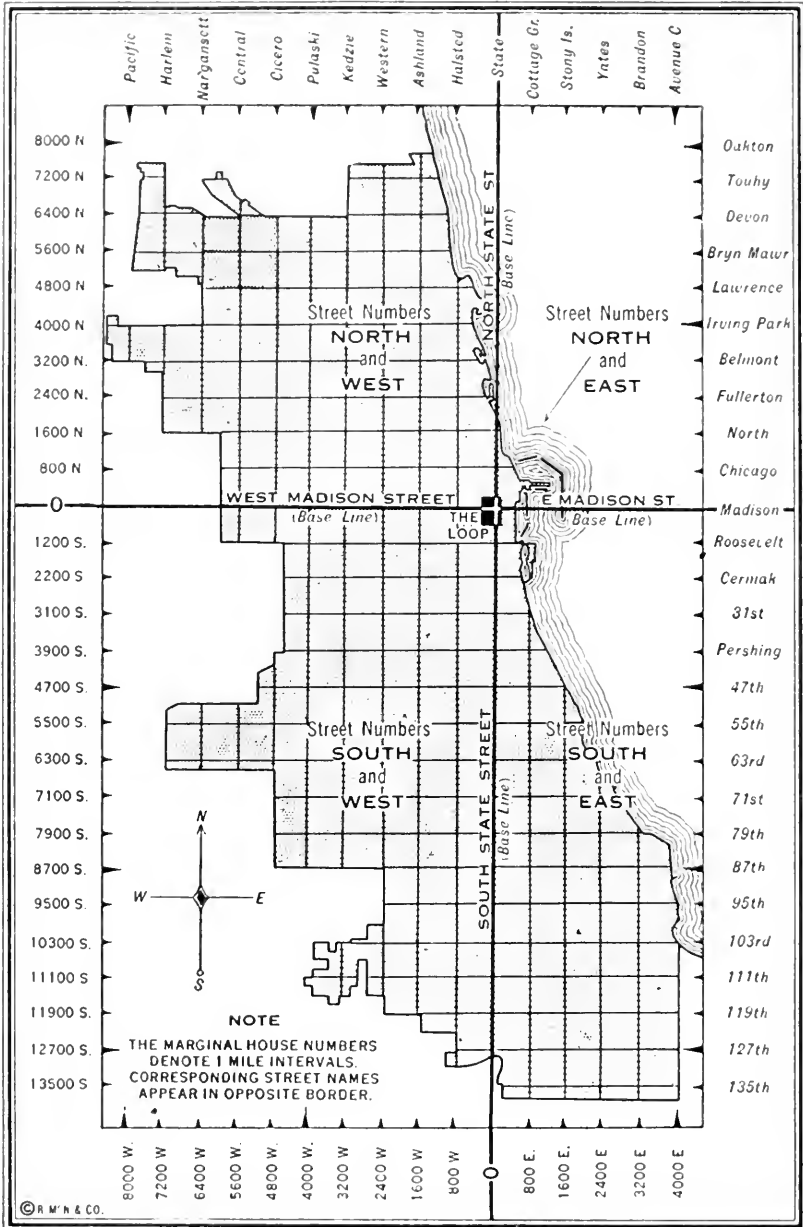 Pacific
Harlem
Nar'gansett
Central
Cicero
Pulaski
Kedzie
Western
Ashland
Halsted
State
Cottage Gr.
Stony Is.
Yates
Brandon
Avenue C
8000 N
7200 N
6400 N
5600 N
4800 N
4000 N
3200 N.
2400 N
1600 N
800 N
0
1200 S.
2200 S
3100 S
3900 S.
4700 S.
5500 S.
6300 S.
7100 S.
7900 S.
8700 S.
9500 S.
10300 S.
11100 S
11900 S.
12700 S.
13500 S
Oakton
Touhy
Devon
Bryn Mawr
Lawrence
Irving Park
Belmont
Fullerton
North
Chicago
Madison
Roosevelt
Cermak
31st
Pershing
47th
55th
63rd
71st
79th
87th
95th
103rd
111th
119th
127th
135th
NORTH STATE ST
(Base Line)
Street Numbers
NORTH
and
WEST
Street Numbers
NORTH
and
EAST
WEST MADISON STREET
(Base Line)
THE
LOOP
E MADISON ST
Base Line)
Street Numbers
SOUTH
and
WEST
SOUTH STATE STREET
(Base Line)
Street Numbers
SOUTH
and
EAST
N
W
E
S
NOTE
THE MARGINAL HOUSE NUMBERS
DENOTE 1 MILE INTERVALS.
CORRESPONDING STREET NAMES
APPEAR IN OPPOSITE BORDER.
8000 W.
7200 W
6400 W
5600 W
4800 W
4000 W.
3200 W
2400 W
1600 W
800 W
0
800 E.
1600 E.
2400 E
3200 E
4000 E
© R M'N & CO.